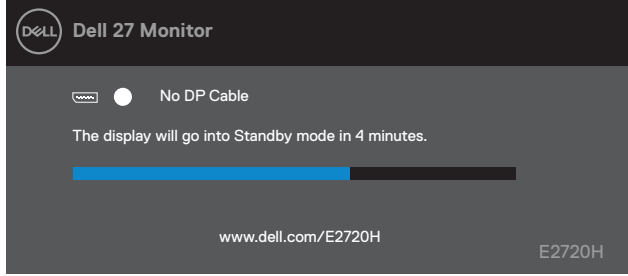 DELL Dell 27 Monitor
No DP Cable
The display will go into Standby mode in 4 minutes.
www.dell.com/E2720H
E2720H